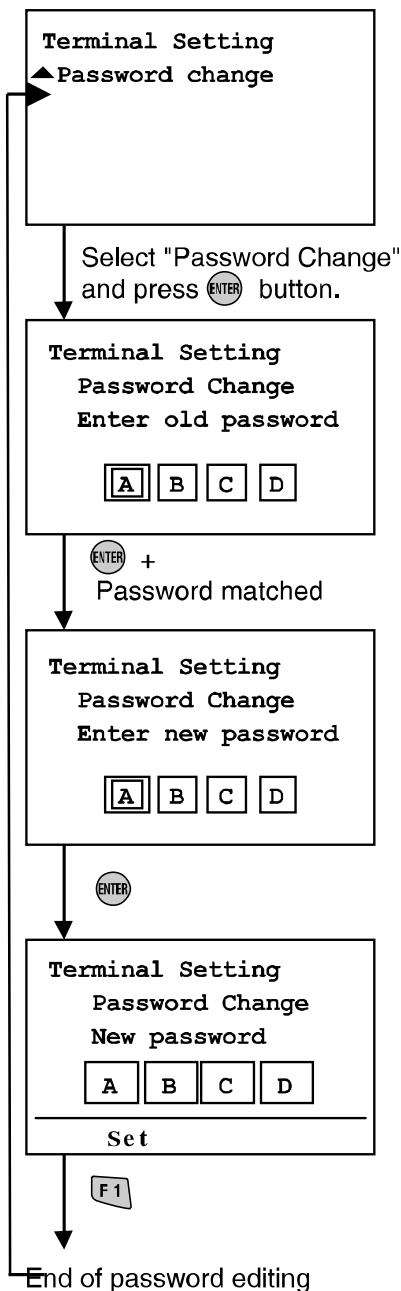 Terminal Setting
Password change
Select "Password Change"
and press ENTER button.
Terminal Setting
Password Change
Enter old password
A B C D
ENTER +
Password matched
Terminal Setting
Password Change
Enter new password
A B C D
ENTER
Terminal Setting
Password Change
New password
A B C D
Set
F1
End of password editing